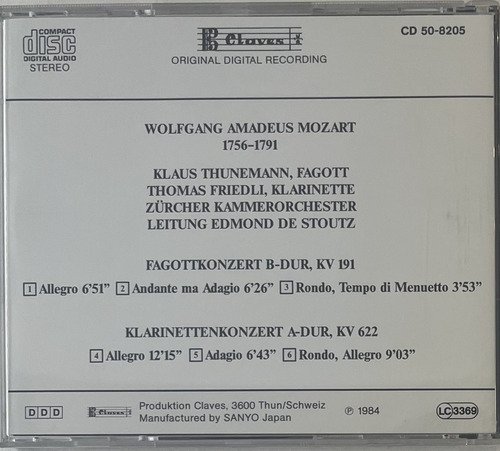 COMPACT
disc
DIGITAL AUDIO
STEREO
Claves
CD 50-8205
ORIGINAL DIGITAL RECORDING
WOLFGANG AMADEUS MOZART
1756–1791
KLAUS THUNEMANN, FAGOTT
THOMAS FRIEDLI, KLARINETTE
ZÜRCHER KAMMERORCHESTER
LEITUNG EDMOND DE STOUTZ
FAGOTTKONZERT B-DUR, KV 191
1 Allegro 6'51" 2 Andante ma Adagio 6'26" 3 Rondo, Tempo di Menuetto 3'53"
KLARINETTENKONZERT A-DUR, KV 622
4 Allegro 12'15" 5 Adagio 6'43" 6 Rondo, Allegro 9'03"
DDD Claves Produktion Claves, 3600 Thun/Schweiz ℗ 1984 LC 3369
Manufactured by SANYO Japan